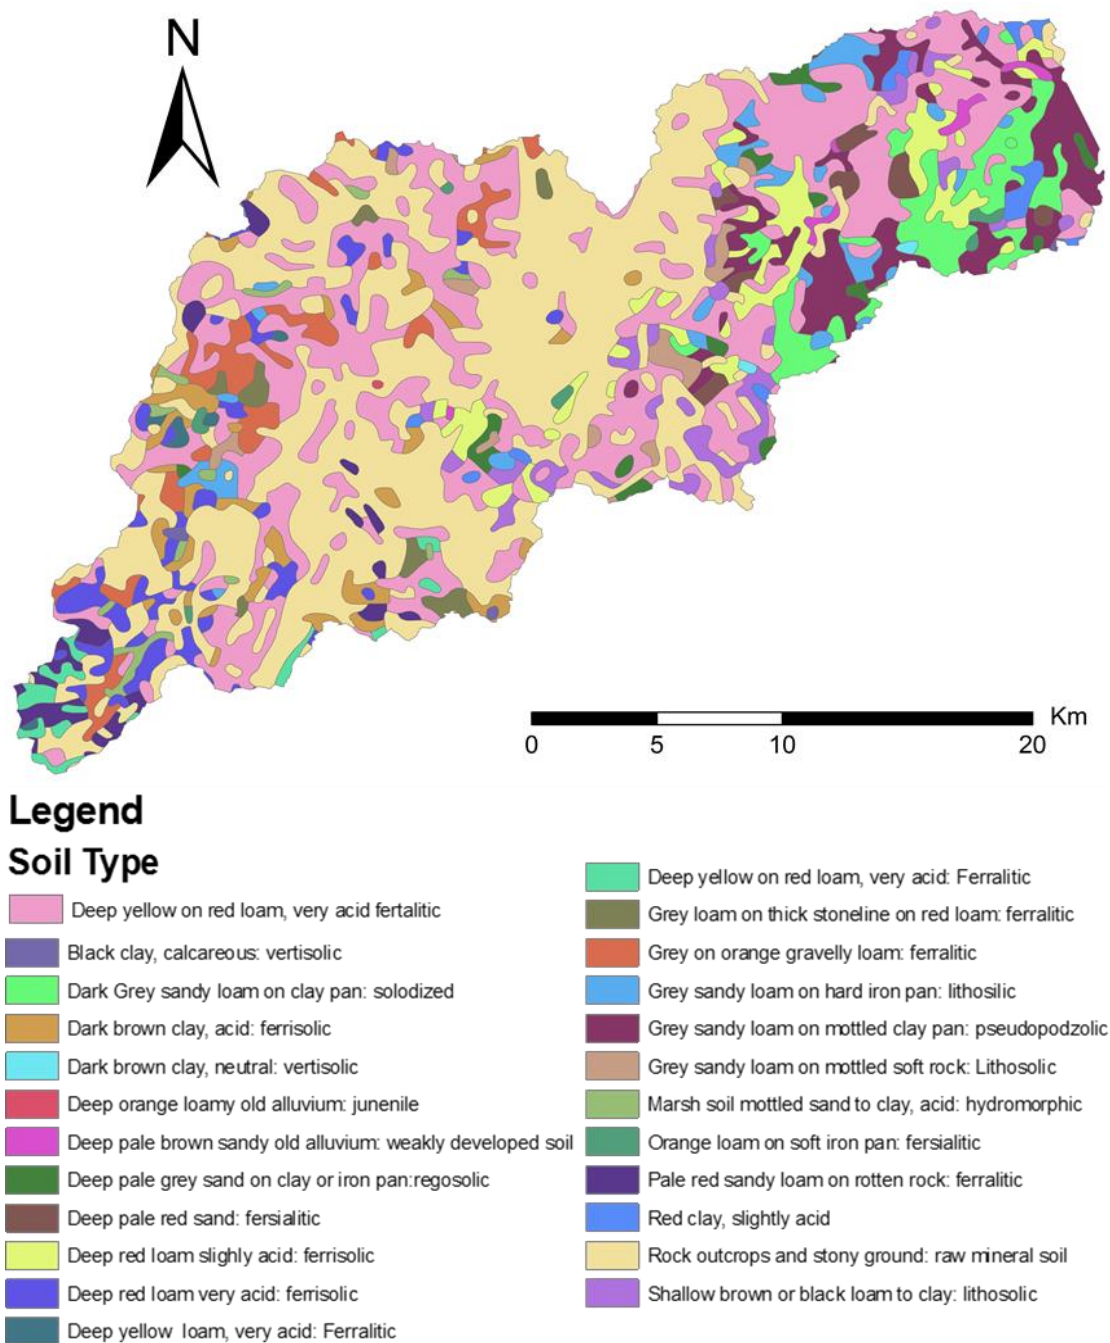 N
Km
0 5 10 20
Legend
Soil Type
Deep yellow on red loam, very acid fertalitic
Black clay, calcareous: vertisolic
Dark Grey sandy loam on clay pan: solodized
Dark brown clay, acid: ferrisolic
Dark brown clay, neutral: vertisolic
Deep orange loamy old alluvium: junenile
Deep pale brown sandy old alluvium: weakly developed soil
Deep pale grey sand on clay or iron pan:regosolic
Deep pale red sand: fersialitic
Deep red loam slighly acid: ferrisolic
Deep red loam very acid: ferrisolic
Deep yellow loam, very acid: Ferralitic
Deep yellow on red loam, very acid: Ferralitic
Grey loam on thick stoneline on red loam: ferralitic
Grey on orange gravelly loam: ferralitic
Grey sandy loam on hard iron pan: lithosilic
Grey sandy loam on mottled clay pan: pseudopodzolic
Grey sandy loam on mottled soft rock: Lithosolic
Marsh soil mottled sand to clay, acid: hydromorphic
Orange loam on soft iron pan: fersialitic
Pale red sandy loam on rotten rock: ferralitic
Red clay, slightly acid
Rock outcrops and stony ground: raw mineral soil
Shallow brown or black loam to clay: lithosolic